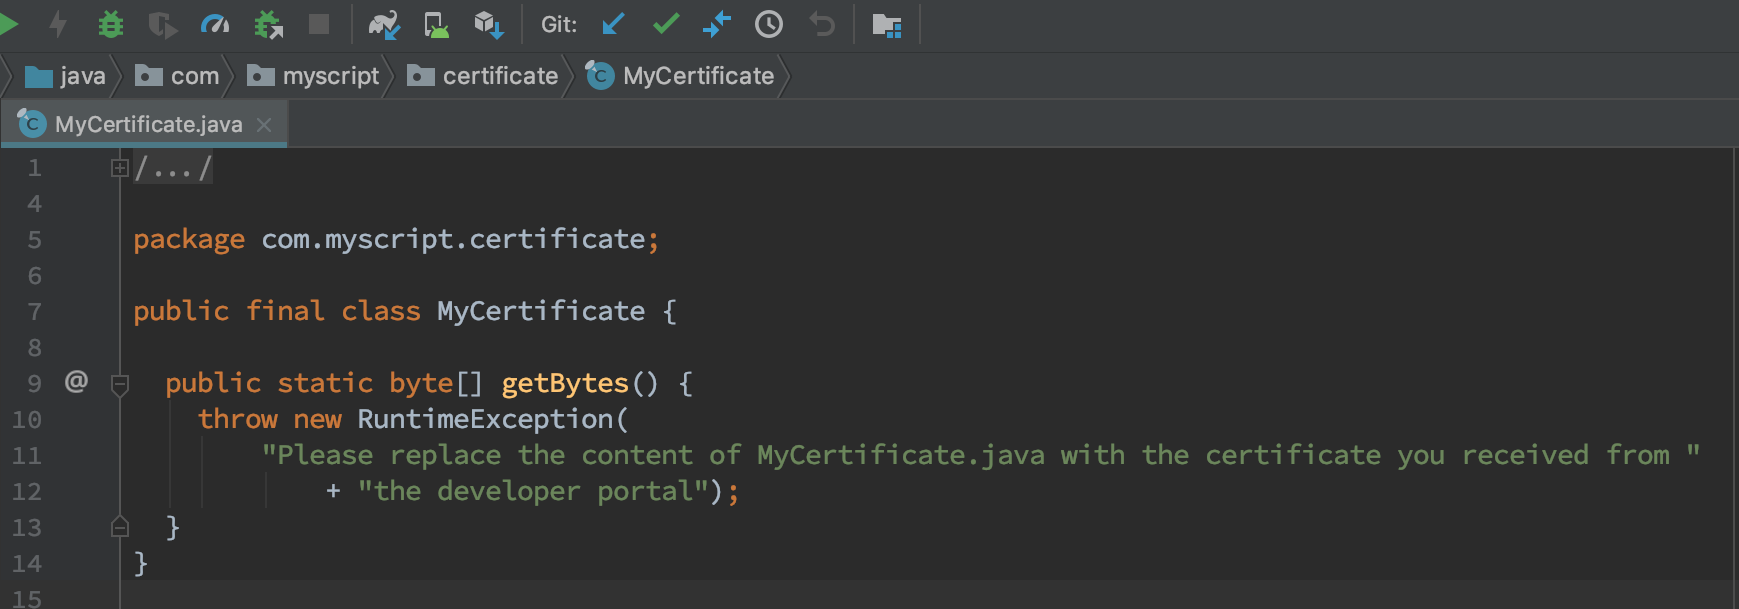 Git:
java com myscript certificate MyCertificate
MyCertificate.java
1 /.../
4
5 package com.myscript.certificate;
6
7 public final class MyCertificate {
8
9 @ public static byte[] getBytes() {
10 throw new RuntimeException(
11 "Please replace the content of MyCertificate.java with the certificate you received from "
12 + "the developer portal");
13 }
14 }
15